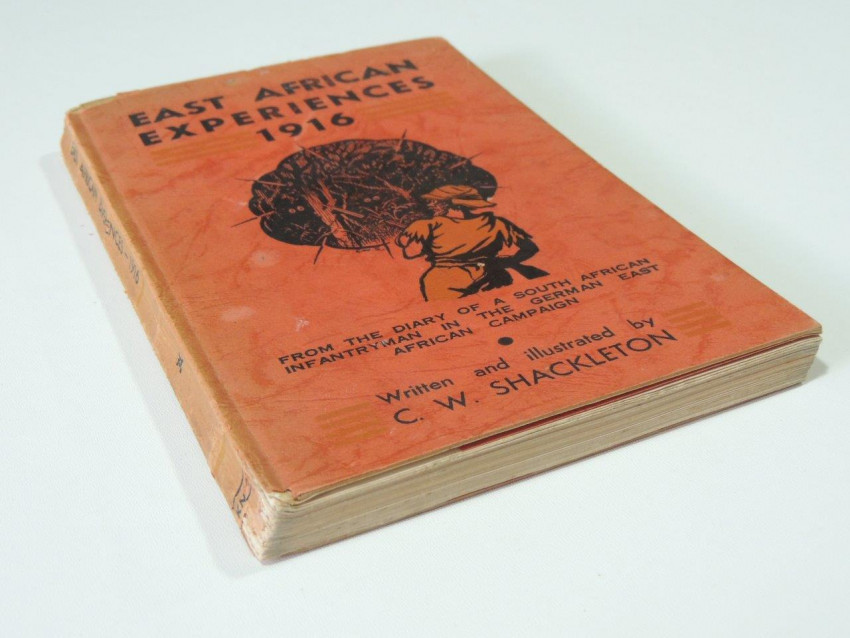 EAST AFRICAN
EXPERIENCES
1916
FROM THE DIARY OF A SOUTH AFRICAN
INFANTRYMAN IN THE GERMAN EAST
AFRICAN CAMPAIGN
Written and illustrated by
C. W. SHACKLETON